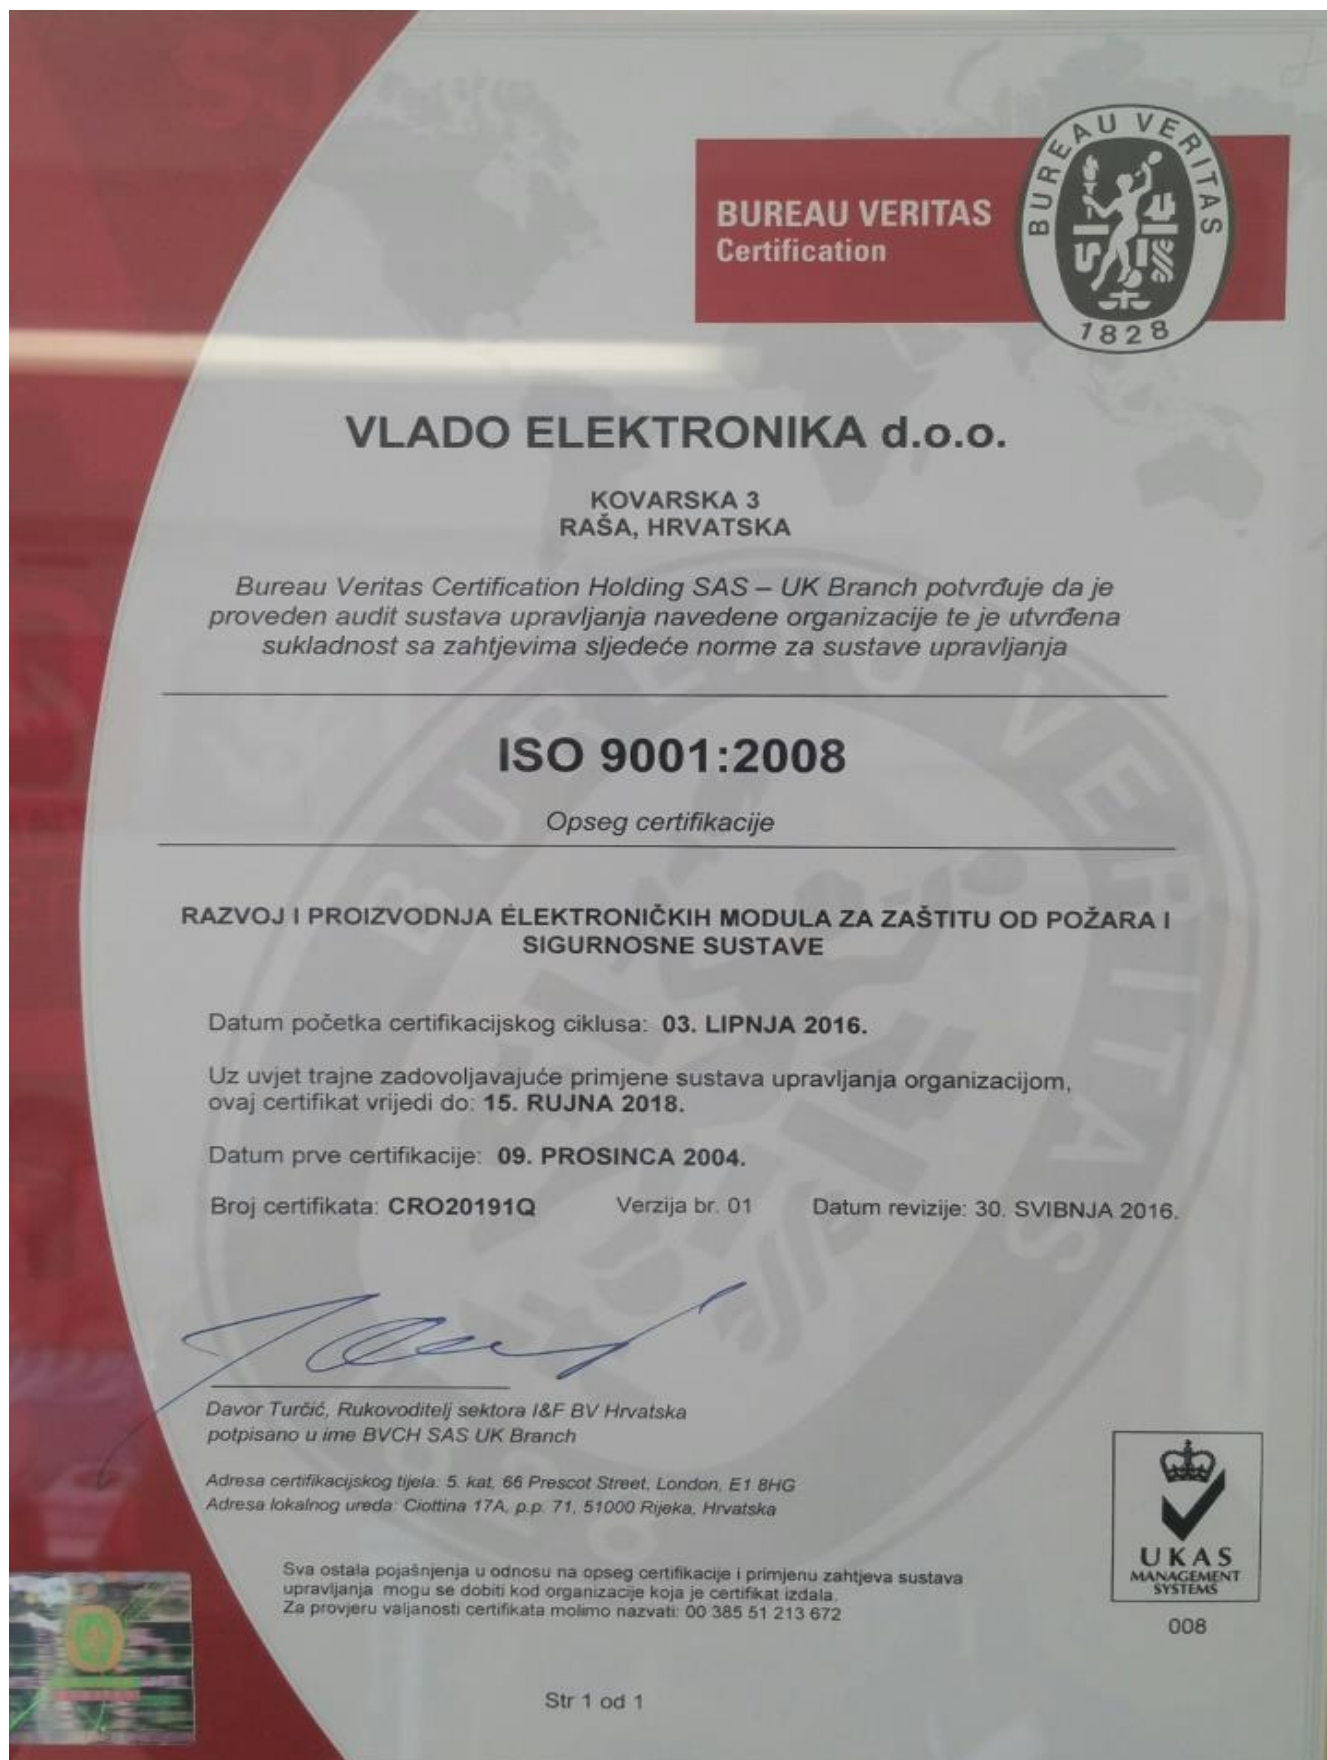 BUREAU VERITAS
Certification
BUREAU VERITAS
1828
VLADO ELEKTRONIKA d.o.o.
KOVARSKA 3
RAŠA, HRVATSKA
Bureau Veritas Certification Holding SAS – UK Branch potvrđuje da je
proveden audit sustava upravljanja navedene organizacije te je utvrđena
sukladnost sa zahtjevima sljedeće norme za sustave upravljanja
ISO 9001:2008
Opseg certifikacije
RAZVOJ I PROIZVODNJA ELEKTRONIČKIH MODULA ZA ZAŠTITU OD POŽARA I
SIGURNOSNE SUSTAVE
Datum početka certifikacijskog ciklusa: 03. LIPNJA 2016.
Uz uvjet trajne zadovoljavajuće primjene sustava upravljanja organizacijom,
ovaj certifikat vrijedi do: 15. RUJNA 2018.
Datum prve certifikacije: 09. PROSINCA 2004.
Broj certifikata: CRO20191Q Verzija br. 01 Datum revizije: 30. SVIBNJA 2016.
Davor Turčić, Rukovoditelj sektora I&F BV Hrvatska
potpisano u ime BVCH SAS UK Branch
Adresa certifikacijskog tijela: 5. kat, 66 Prescot Street, London, E1 8HG
Adresa lokalnog ureda: Ciottina 17A, p.p. 71, 51000 Rijeka, Hrvatska
Sva ostala pojašnjenja u odnosu na opseg certifikacije i primjenu zahtjeva sustava
upravljanja mogu se dobiti kod organizacije koja je certifikat izdala.
Za provjeru valjanosti certifikata molimo nazvati: 00 385 51 213 672
UKAS
MANAGEMENT
SYSTEMS
008
Str 1 od 1